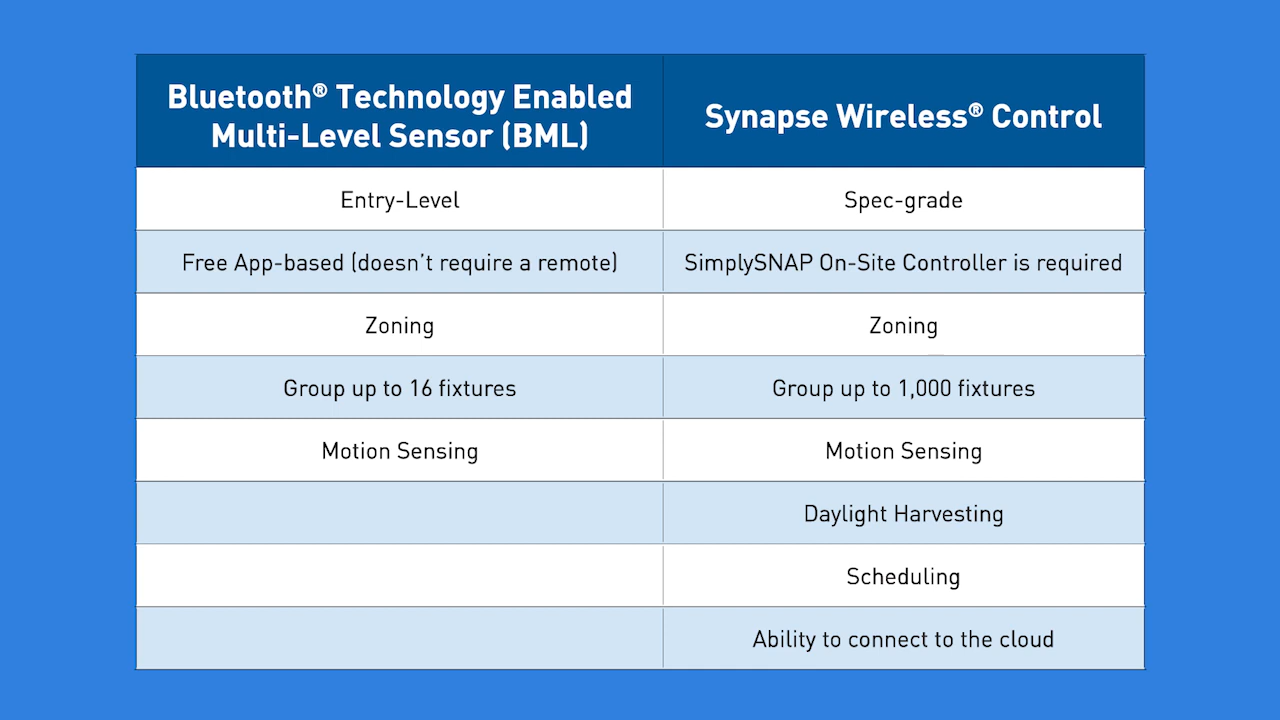 Bluetooth® Technology Enabled
Multi-Level Sensor (BML)
Synapse Wireless® Control
Entry-Level
Spec-grade
Free App-based (doesn't require a remote)
SimplySNAP On-Site Controller is required
Zoning
Zoning
Group up to 16 fixtures
Group up to 1,000 fixtures
Motion Sensing
Motion Sensing
Daylight Harvesting
Scheduling
Ability to connect to the cloud